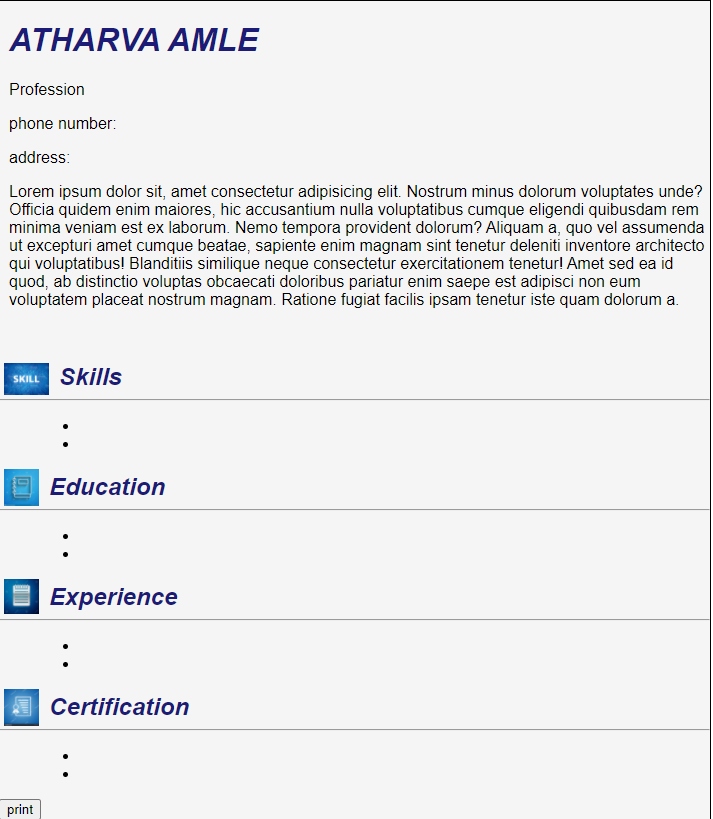 ATHARVA AMLE
Profession
phone number:
address:
Lorem ipsum dolor sit, amet consectetur adipisicing elit. Nostrum minus dolorum voluptates unde?
Officia quidem enim maiores, hic accusantium nulla voluptatibus cumque eligendi quibusdam rem
minima veniam est ex laborum. Nemo tempora provident dolorum? Aliquam a, quo vel assumenda
ut excepturi amet cumque beatae, sapiente enim magnam sint tenetur deleniti inventore architecto
qui voluptatibus! Blanditiis similique neque consectetur exercitationem tenetur! Amet sed ea id
quod, ab distinctio voluptas obcaecati doloribus pariatur enim saepe est adipisci non eum
voluptatem placeat nostrum magnam. Ratione fugiat facilis ipsam tenetur iste quam dolorum a.
SKILL Skills
Education
Experience
Certification
print